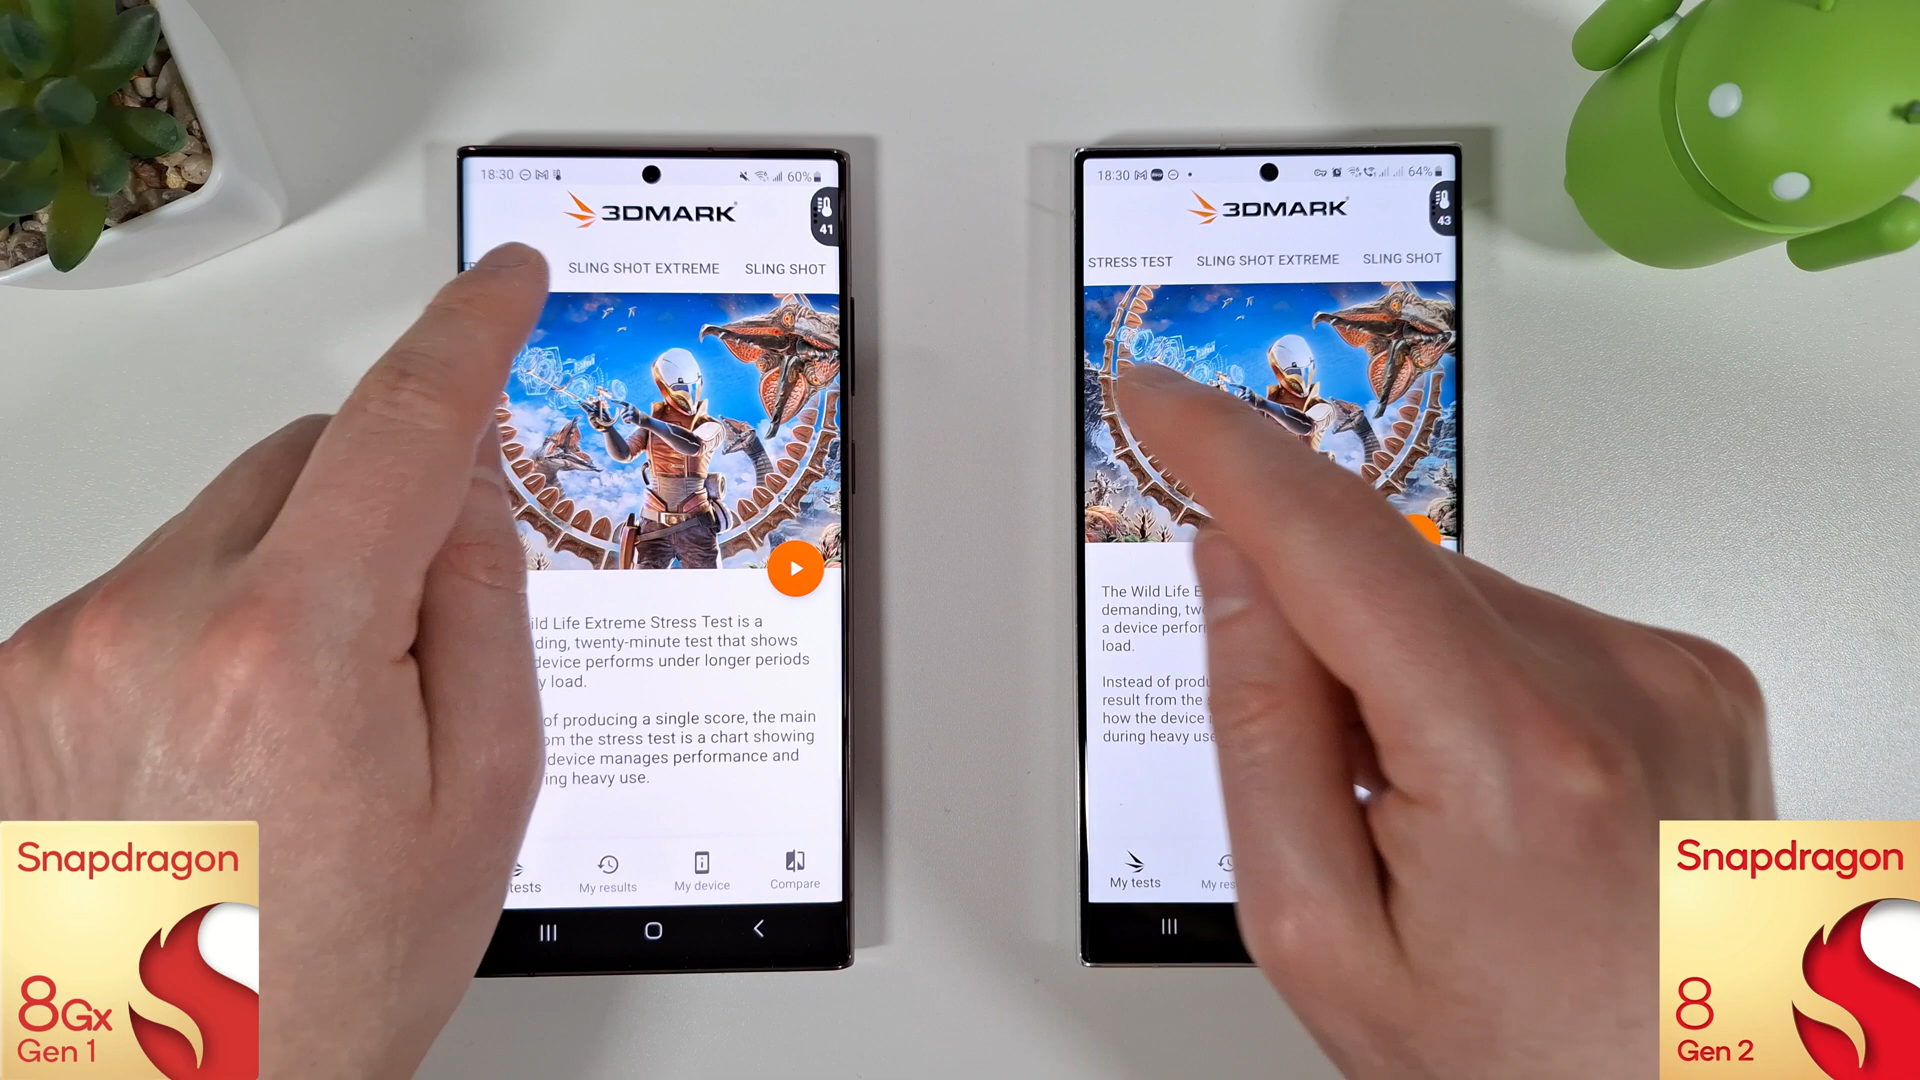 18:30
60%
3DMARK
41
SLING SHOT EXTREME
SLING SHOT
ild Life Extreme Stress Test is a
ding, twenty-minute test that shows
device performs under longer periods
y load.
of producing a single score, the main
om the stress test is a chart showing
device manages performance and
ing heavy use.
tests
My results
My device
Compare
18:30
64%
3DMARK
43
STRESS TEST
SLING SHOT EXTREME
SLING SHOT
The Wild Life E
demanding, tw
a device perfor
load.
Instead of produ
result from the s
how the device i
during heavy use
My tests
My res
Snapdragon
8Gx
Gen 1
Snapdragon
8
Gen 2